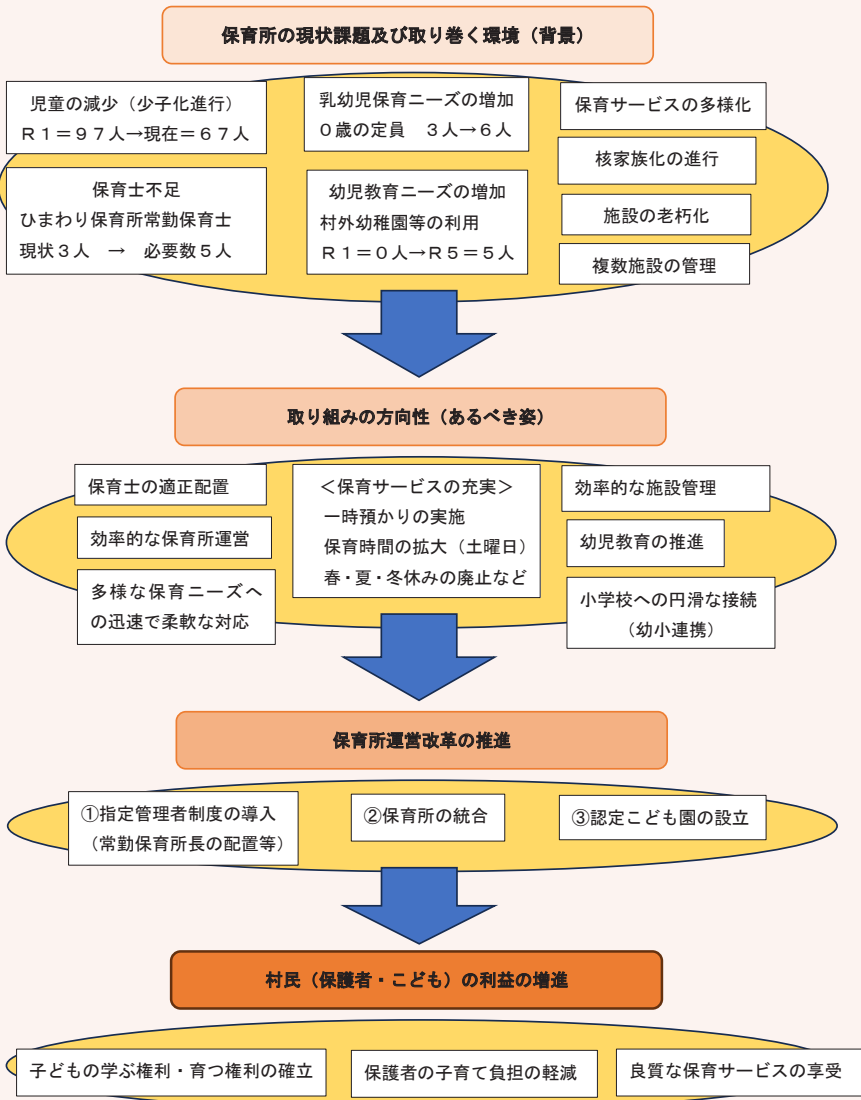 保育所の現状課題及び取り巻く環境（背景）
児童の減少（少子化進行）
Ｒ１＝９７人→現在＝６７人
保育士不足
ひまわり保育所常勤保育士
現状３人　→　必要数５人
乳幼児保育ニーズの増加
０歳の定員　３人→６人
幼児教育ニーズの増加
村外幼稚園等の利用
Ｒ１＝０人→Ｒ５＝５人
保育サービスの多様化
核家族化の進行
施設の老朽化
複数施設の管理
取り組みの方向性（あるべき姿）
保育士の適正配置
効率的な保育所運営
多様な保育ニーズへ
の迅速で柔軟な対応
＜保育サービスの充実＞
一時預かりの実施
保育時間の拡大（土曜日）
春・夏・冬休みの廃止など
効率的な施設管理
幼児教育の推進
小学校への円滑な接続
（幼小連携）
保育所運営改革の推進
①指定管理者制度の導入
（常勤保育所長の配置等）
②保育所の統合
③認定こども園の設立
村民（保護者・こども）の利益の増進
子どもの学ぶ権利・育つ権利の確立
保護者の子育て負担の軽減
良質な保育サービスの享受